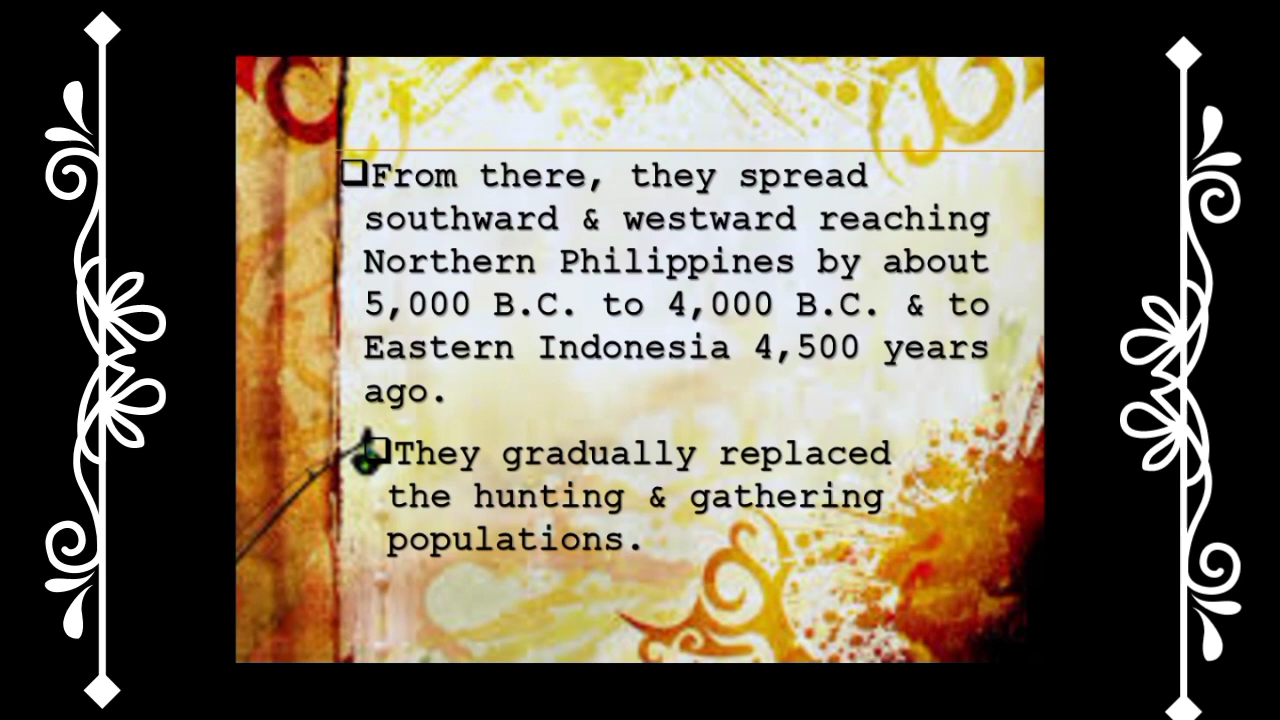 ❑From there, they spread
southward & westward reaching
Northern Philippines by about
5,000 B.C. to 4,000 B.C. & to
Eastern Indonesia 4,500 years
ago.
❑They gradually replaced
the hunting & gathering
populations.